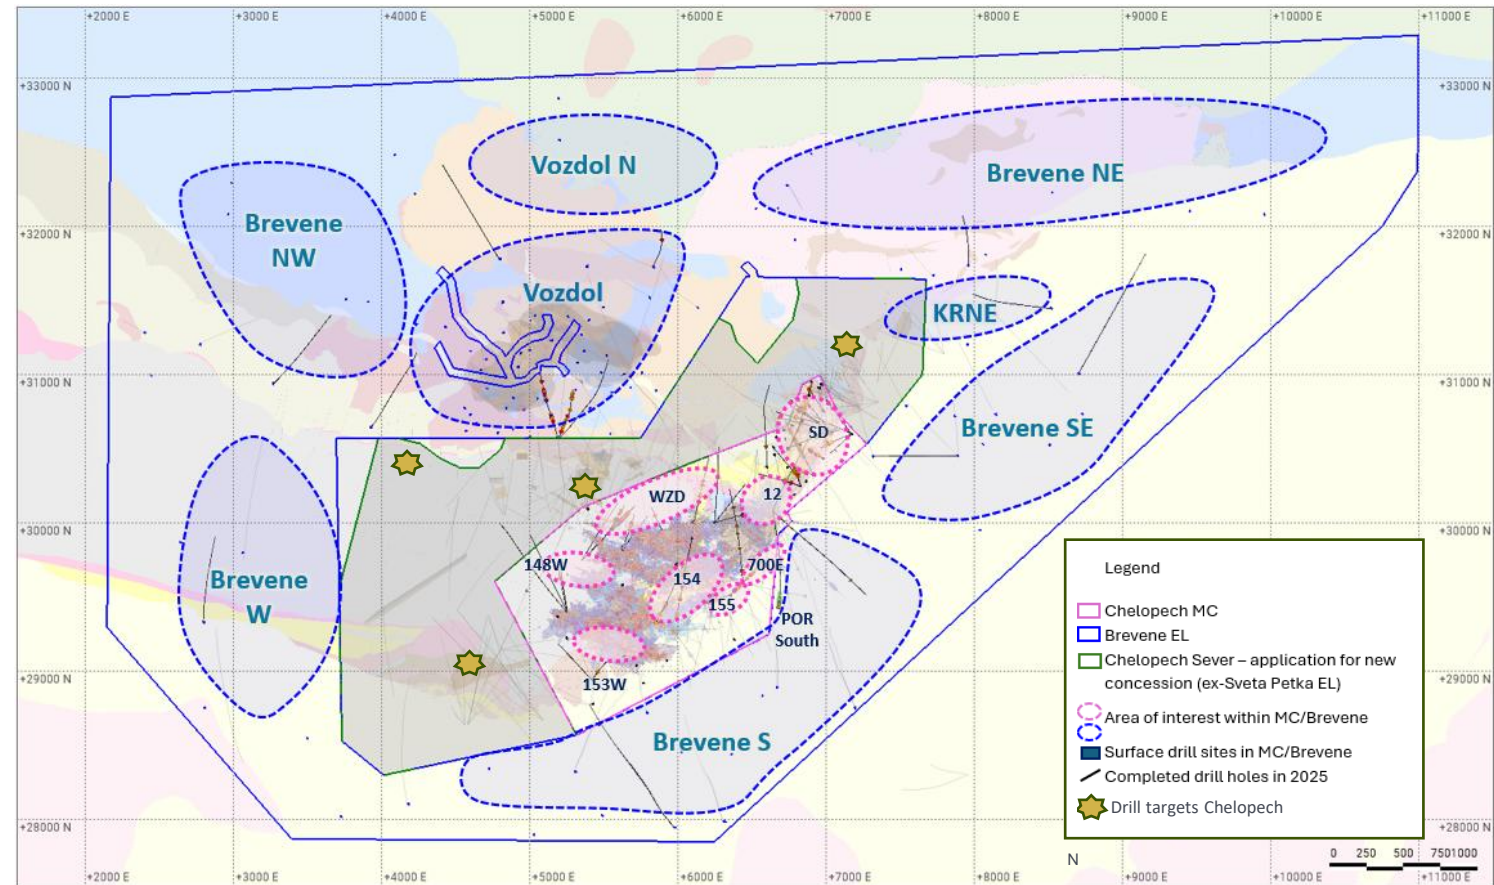 +2000 E +3000 E +4000 E +5000 E +6000 E +7000 E +8000 E +9000 E +10000 E +11000 E
+33000 N +33000 N
Vozdol N
Brevene NE
Brevene
NW
+32000 N +32000 N
Vozdol
KRNE
+31000 N +31000 N
SD
Brevene SE
WZD
12
+30000 N +30000 N
148W
154
700E
155
Brevene
W
POR
South
+29000 N +29000 N
153W
Brevene S
+28000 N +28000 N
Legend
Chelopech MC
Brevene EL
Chelopech Sever – application for new
concession (ex-Sveta Petka EL)
Area of interest within MC/Brevene
Surface drill sites in MC/Brevene
Completed drill holes in 2025
Drill targets Chelopech
N
0 250 500 750 1000
+2000 E +3000 E +4000 E +5000 E +6000 E +7000 E +8000 E +9000 E +10000 E +11000 E